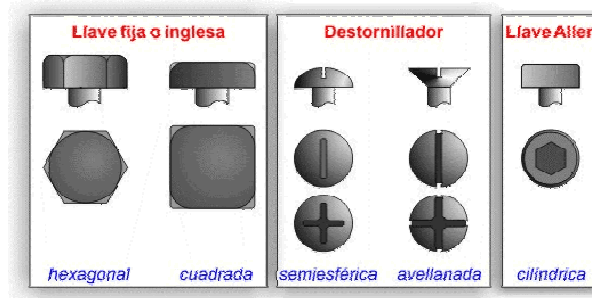 Llave fija o inglesa
Destornillador
Llave Allen
hexagonal
cuadrada
semiesférica
avellanada
cilíndrica